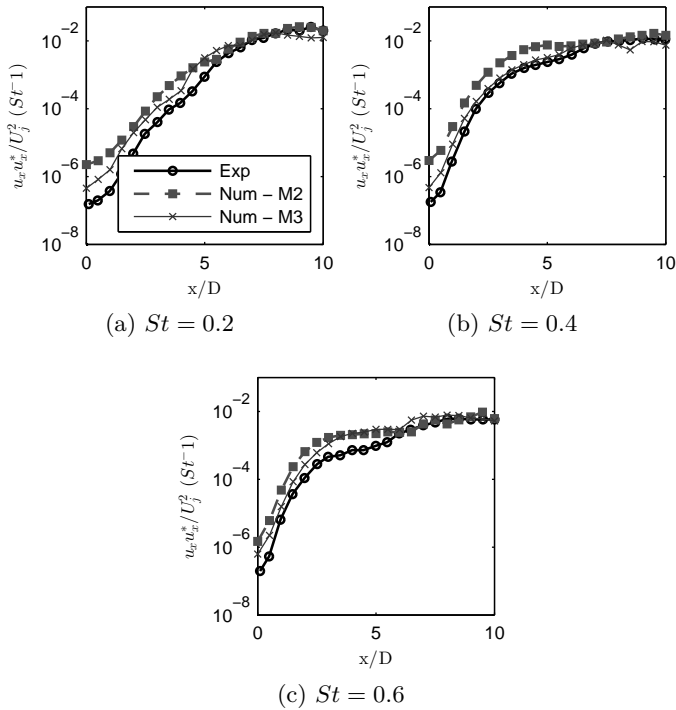 10^−2
10^−4
10^−6
10^−8
u_x u_x^*/U_j^2 (St^−1)
Exp
Num − M2
Num − M3
0 5 10
x/D
(a) St = 0.2
10^−2
10^−4
10^−6
10^−8
u_x u_x^*/U_j^2 (St^−1)
0 5 10
x/D
(b) St = 0.4
10^−2
10^−4
10^−6
10^−8
u_x u_x^*/U_j^2 (St^−1)
0 5 10
x/D
(c) St = 0.6